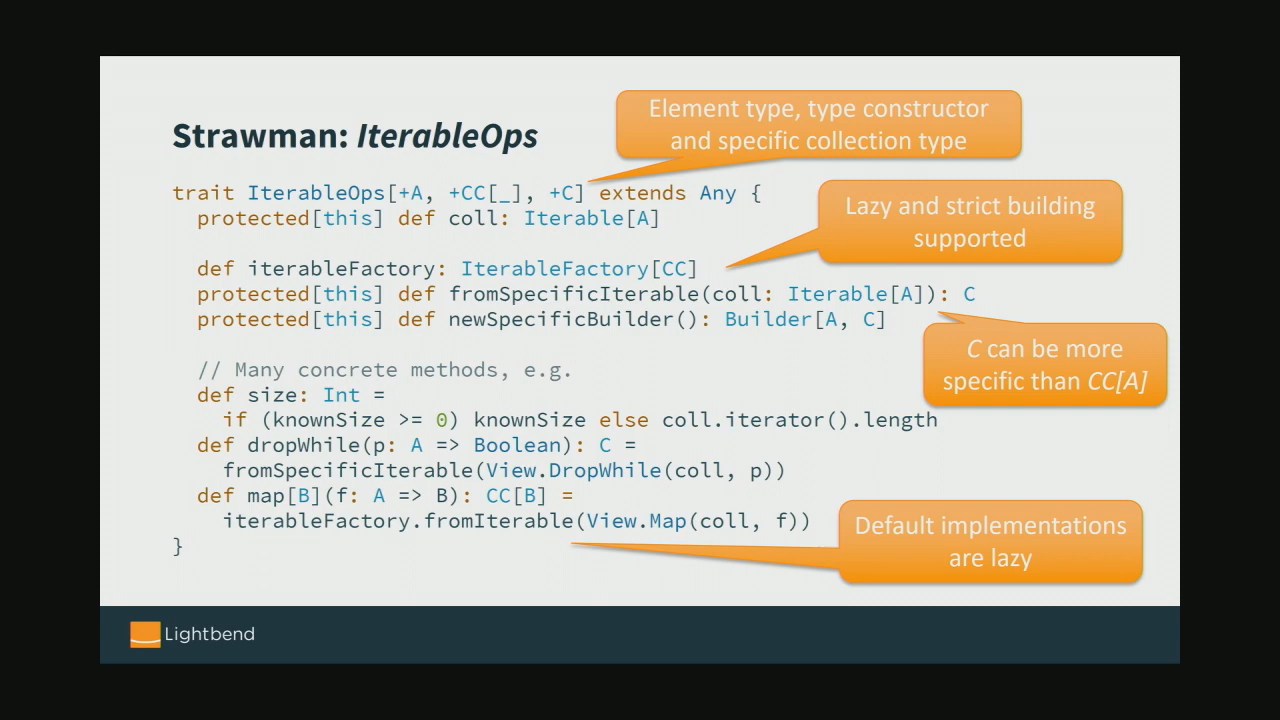 Strawman: IterableOps
Element type, type constructor
and specific collection type
trait IterableOps[+A, +CC[_], +C] extends Any {
protected[this] def coll: Iterable[A]
Lazy and strict building
supported
def iterableFactory: IterableFactory[CC]
protected[this] def fromSpecificIterable(coll: Iterable[A]): C
protected[this] def newSpecificBuilder(): Builder[A, C]
C can be more
specific than CC[A]
// Many concrete methods, e.g.
def size: Int =
if (knownSize >= 0) knownSize else coll.iterator().length
def dropWhile(p: A => Boolean): C =
fromSpecificIterable(View.DropWhile(coll, p))
def map[B](f: A => B): CC[B] =
iterableFactory.fromIterable(View.Map(coll, f))
}
Default implementations
are lazy
Lightbend